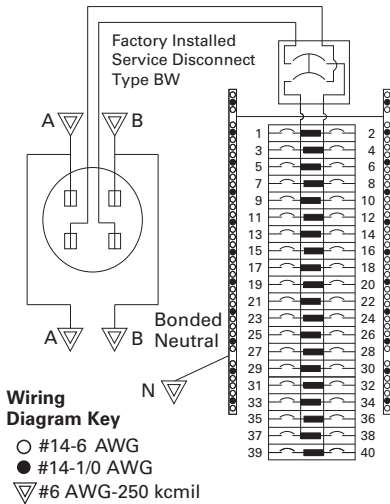 Factory Installed
Service Disconnect
Type BW
A B
1 2
3 4
5 6
7 8
9 10
11 12
13 14
15 16
17 18
19 20
21 22
23 24
25 26
27 28
29 30
31 32
33 34
35 36
37 38
39 40
A B
Bonded
Neutral
N
Wiring
Diagram Key
#14-6 AWG
#14-1/0 AWG
#6 AWG-250 kcmil